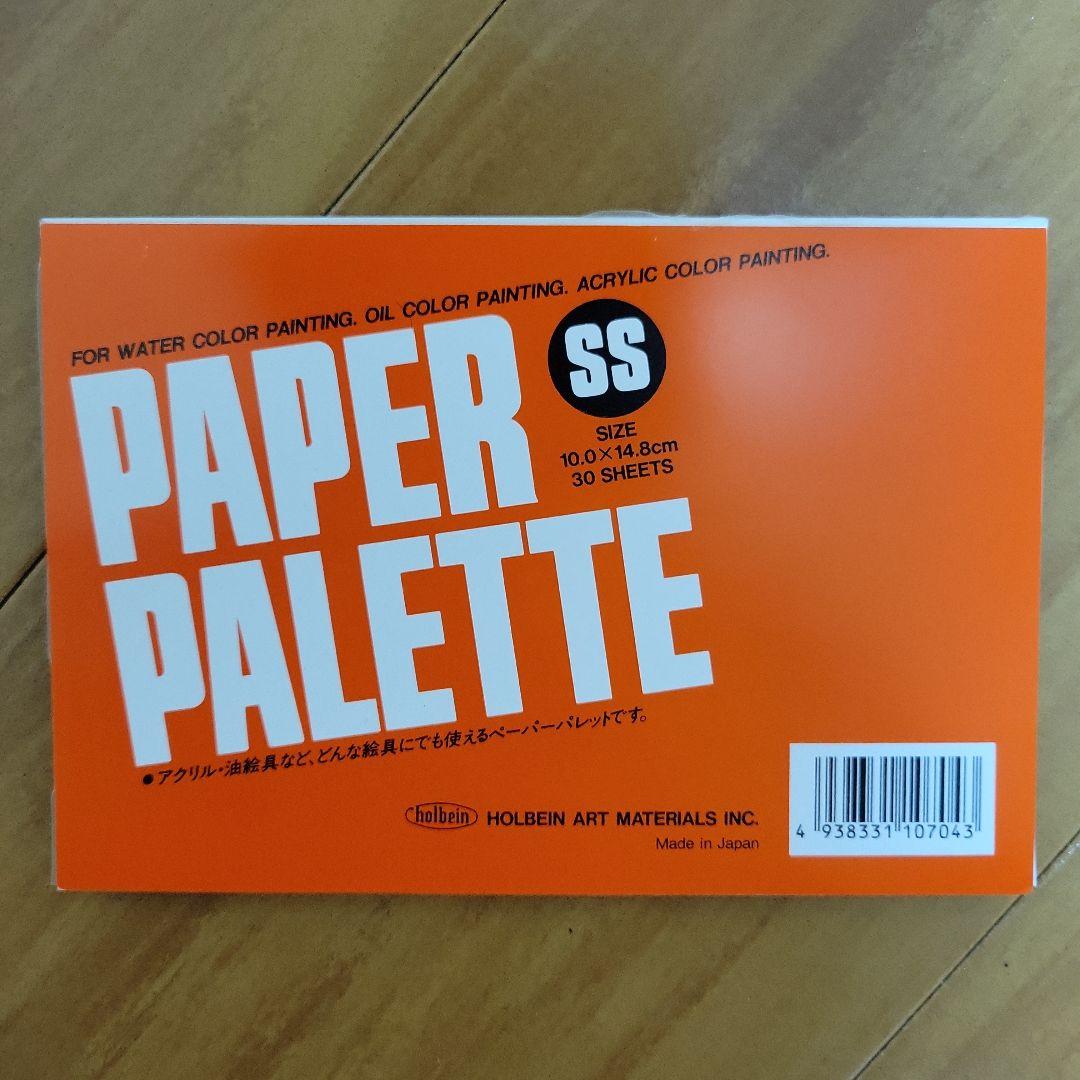 FOR WATER COLOR PAINTING. OIL COLOR PAINTING. ACRYLIC COLOR PAINTING.
PAPER
SS
SIZE
10.0×14.8cm
30 SHEETS
PALETTE
●アクリル・油絵具など、どんな絵具にでも使えるペーパーパレットです。
holbein HOLBEIN ART MATERIALS INC.
Made in Japan
4 938331 107043